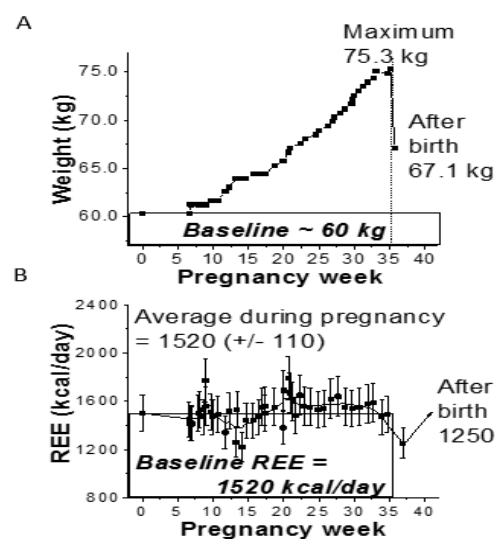 A
Maximum
75.3 kg
75.0
70.0
65.0
60.0
Weight (kg)
After
birth
67.1 kg
Baseline ~ 60 kg
0 5 10 15 20 25 30 35 40
Pregnancy week
B
2400
2000
1600
1200
800
REE (kcal/day)
Average during pregnancy
= 1520 (+/- 110)
After
birth
1250
Baseline REE =
1520 kcal/day
0 5 10 15 20 25 30 35 40
Pregnancy week